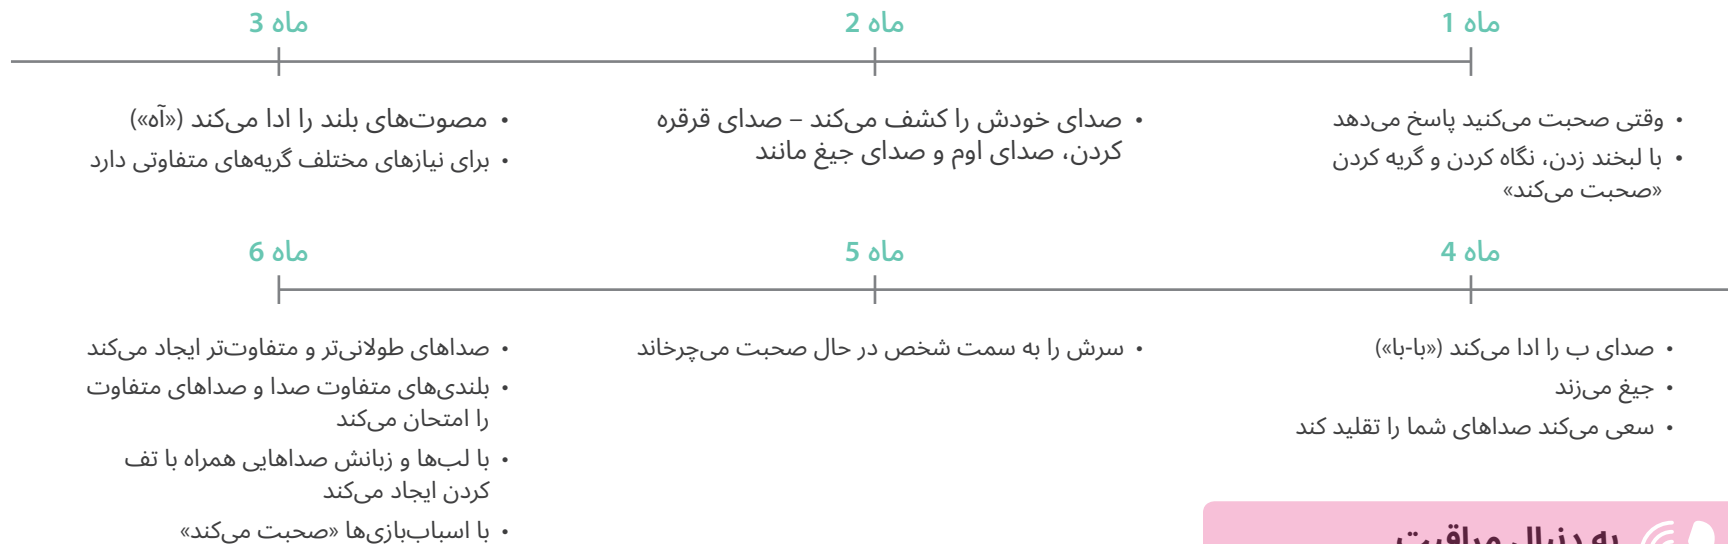 ماه 1
ماه 2
ماه 3
• وقتی صحبت می‌کنید پاسخ می‌دهد
• با لبخند زدن، نگاه کردن و گریه کردن
«صحبت می‌کند»
• صدای خودش را کشف می‌کند – صدای قرقره
کردن، صدای اوم و صدای جیغ مانند
• مصوت‌های بلند را ادا می‌کند («آه»)
• برای نیازهای مختلف گریه‌های متفاوتی دارد
ماه 4
ماه 5
ماه 6
• صدای ب را ادا می‌کند («با-با»)
• جیغ می‌زند
• سعی می‌کند صداهای شما را تقلید کند
• سرش را به سمت شخص در حال صحبت می‌چرخاند
• صداهای طولانی‌تر و متفاوت‌تر ایجاد می‌کند
• بلندی‌های متفاوت صدا و صداهای متفاوت
را امتحان می‌کند
• با لب‌ها و زبانش صداهایی همراه با تف
کردن ایجاد می‌کند
• با اسباب‌بازی‌ها «صحبت می‌کند»
به دنبال مراقبت